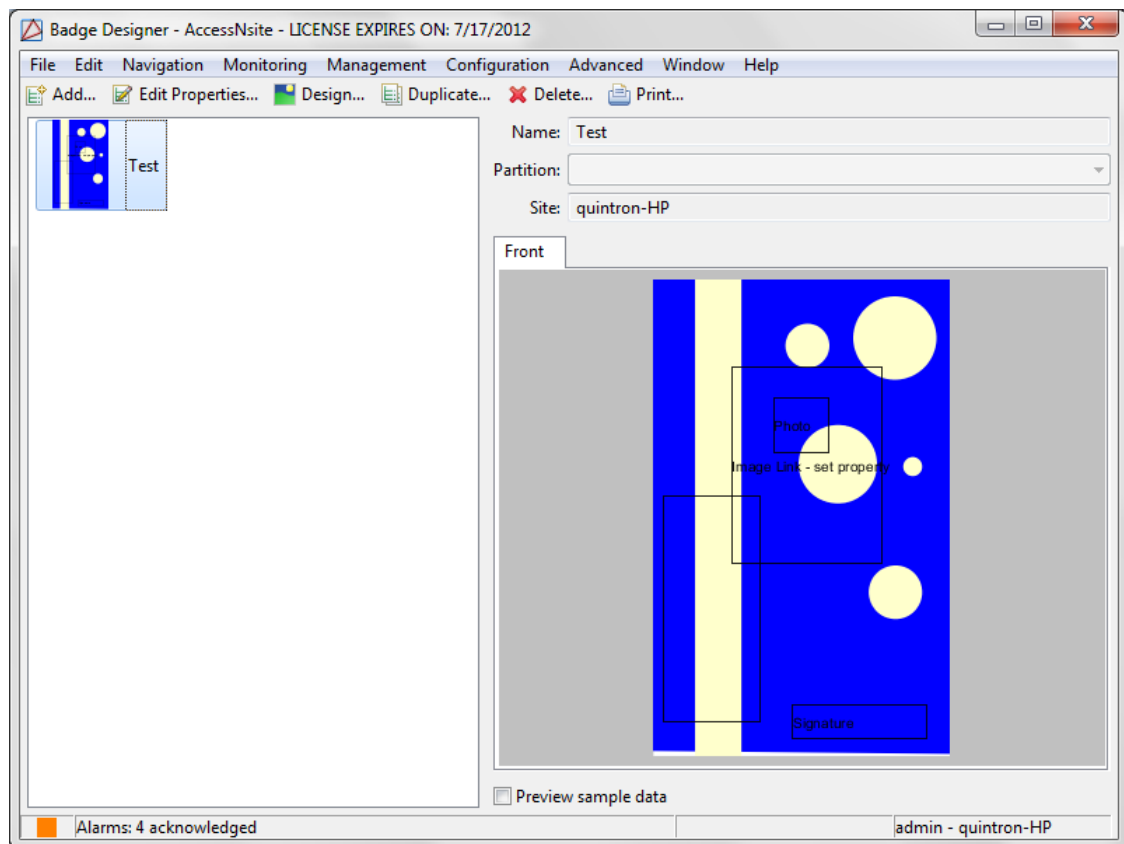 Badge Designer - AccessNsite - LICENSE EXPIRES ON: 7/17/2012
File Edit Navigation Monitoring Management Configuration Advanced Window Help
Add... Edit Properties... Design... Duplicate... Delete... Print...
Test
Name: Test
Partition:
Site: quintron-HP
Front
Photo
Image Link - set property
Signature
Preview sample data
Alarms: 4 acknowledged
admin - quintron-HP